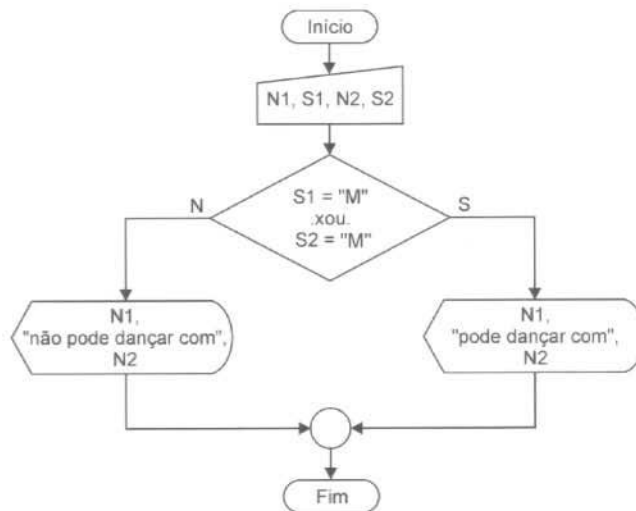 Início
N1, S1, N2, S2
S1 = "M"
.xou.
S2 = "M"
N
S
N1,
"não pode dançar com",
N2
N1,
"pode dançar com",
N2
Fim